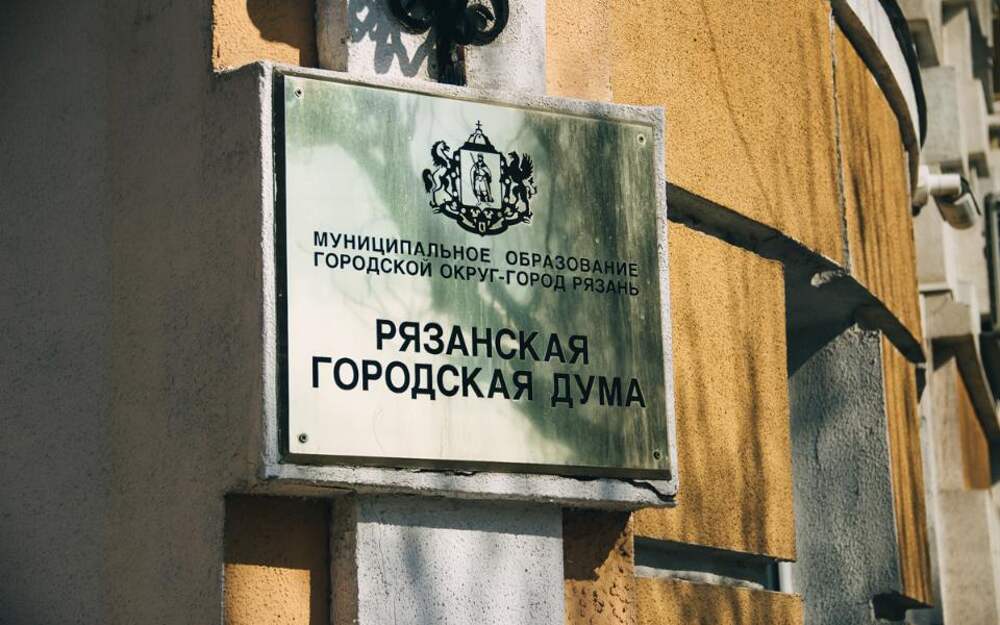 МУНИЦИПАЛЬНОЕ ОБРАЗОВАНИЕ
ГОРОДСКОЙ ОКРУГ-ГОРОД РЯЗАНЬ
РЯЗАНСКАЯ
ГОРОДСКАЯ ДУМА